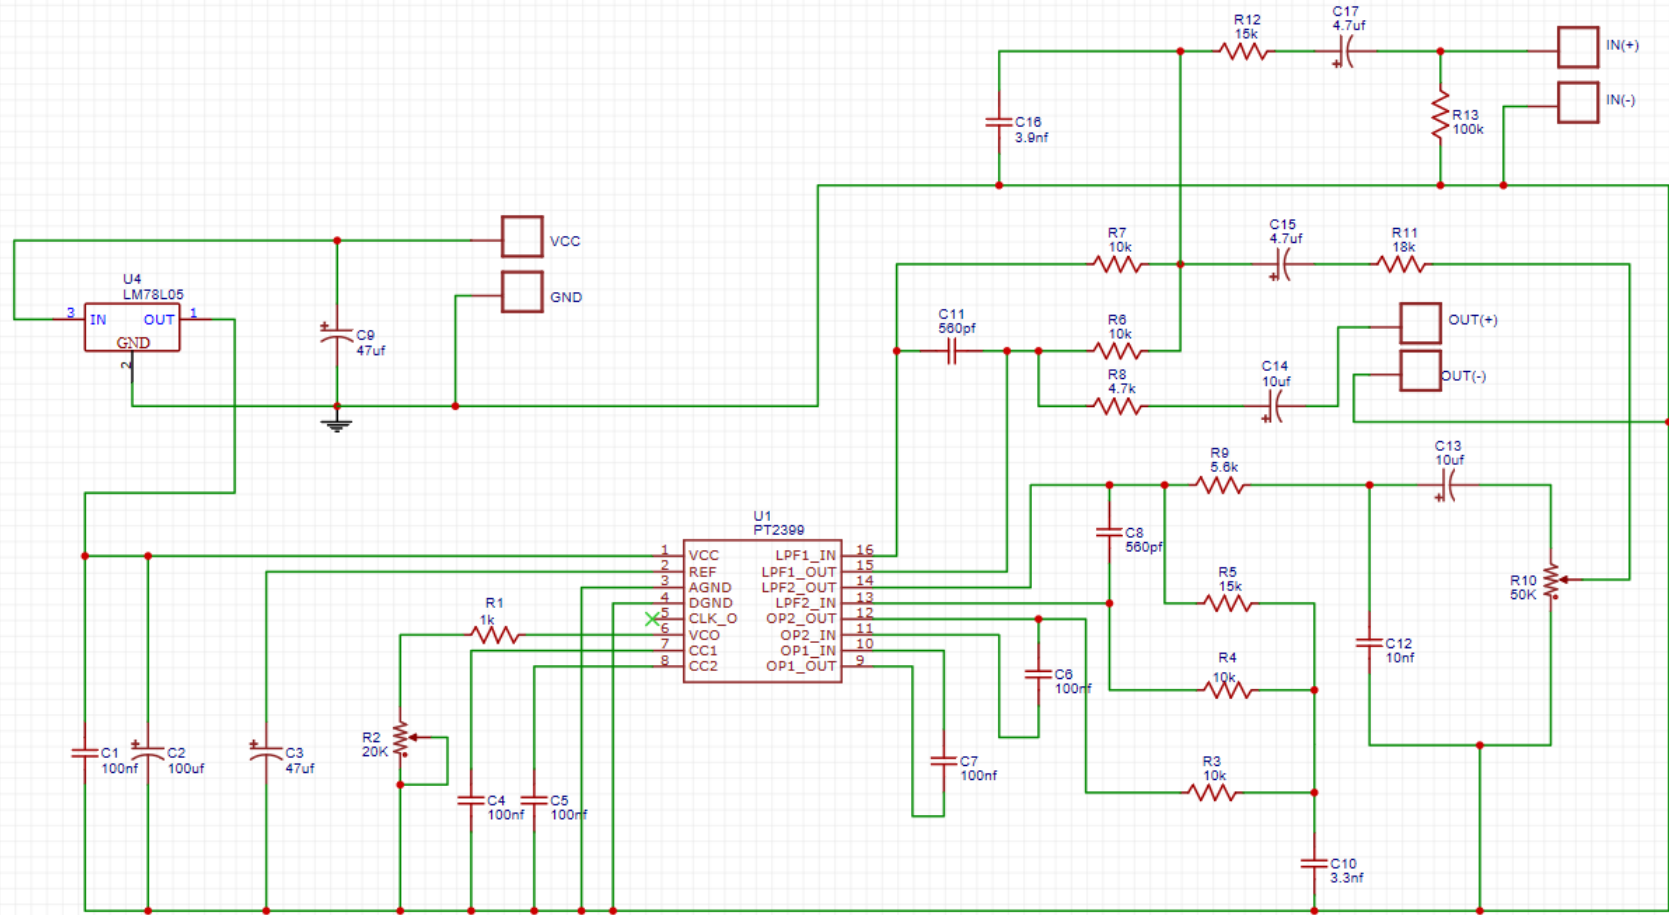 R12
15k
C17
4.7uf
IN(+)
IN(-)
R13
100k
C16
3.9nf
VCC
GND
U4
LM78L05
3
IN
OUT
1
GND
2
C9
47uf
R7
10k
C15
4.7uf
R11
18k
C11
560pf
R6
10k
OUT(+)
R8
4.7k
C14
10uf
OUT(-)
R9
5.6k
C13
10uf
U1
PT2399
C8
560pf
1 VCC LPF1_IN 16
2 REF LPF1_OUT 15
3 AGND LPF2_OUT 14
4 DGND LPF2_IN 13
5 CLK_O OP2_OUT 12
6 VCO OP2_IN 11
7 CC1 OP1_IN 10
8 CC2 OP1_OUT 9
R1
1k
R5
15k
R10
50K
R4
10k
C12
10nf
C6
100nf
R2
20K
C1
100nf
C2
100uf
C3
47uf
C4
100nf
C5
100nf
C7
100nf
R3
10k
C10
3.3nf